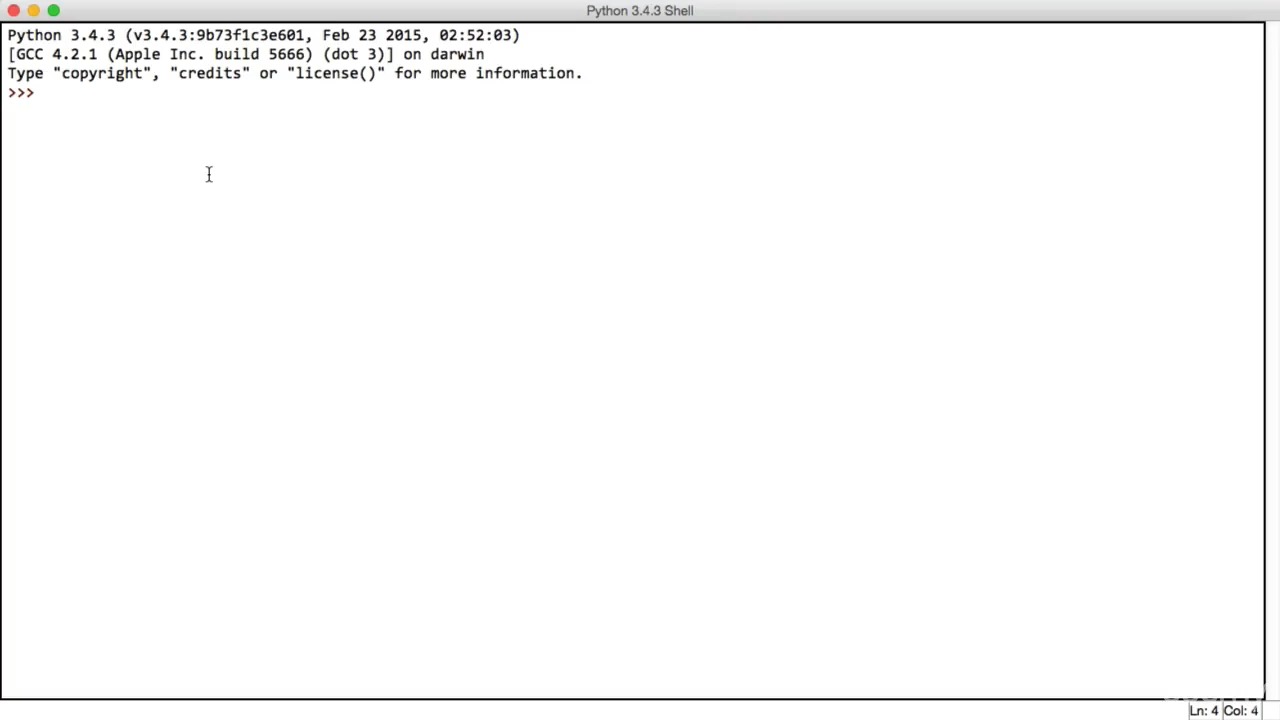 Python 3.4.3 Shell
Python 3.4.3 (v3.4.3:9b73f1c3e601, Feb 23 2015, 02:52:03)
[GCC 4.2.1 (Apple Inc. build 5666) (dot 3)] on darwin
Type "copyright", "credits" or "license()" for more information.
>>>
Ln: 4 Col: 4